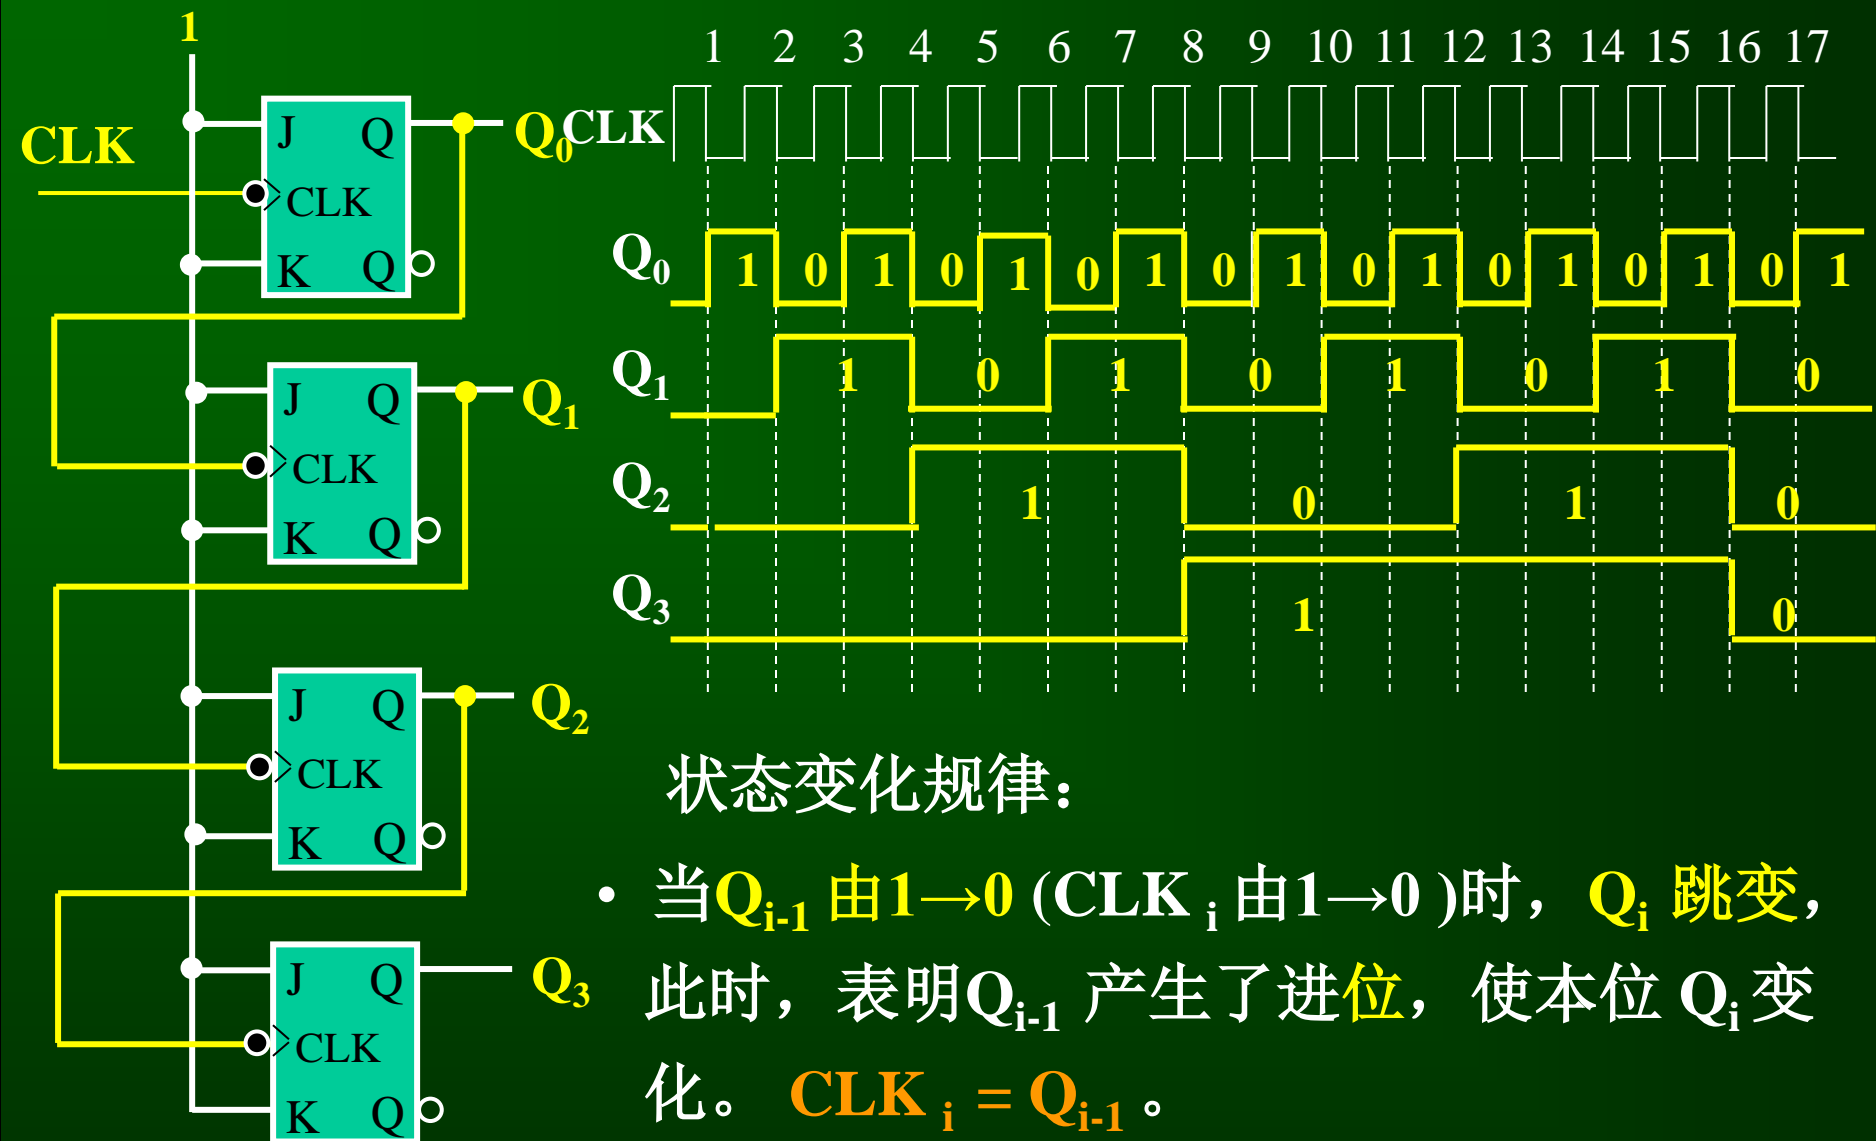 1
CLK
J Q
CLK
K Q
Q0
J Q
CLK
K Q
Q1
J Q
CLK
K Q
Q2
J Q
CLK
K Q
Q3
1 2 3 4 5 6 7 8 9 10 11 12 13 14 15 16 17
CLK
Q0 1 0 1 0 1 0 1 0 1 0 1 0 1 0 1 0 1
Q1 1 0 1 0 1 0 1 0
Q2 1 0 1 0
Q3 1 0
状态变化规律：
• 当Qi-1 由1→0 (CLK i 由1→0 )时，Qi 跳变，
此时，表明Qi-1 产生了进位，使本位 Qi 变
化。 CLK i = Qi-1 。